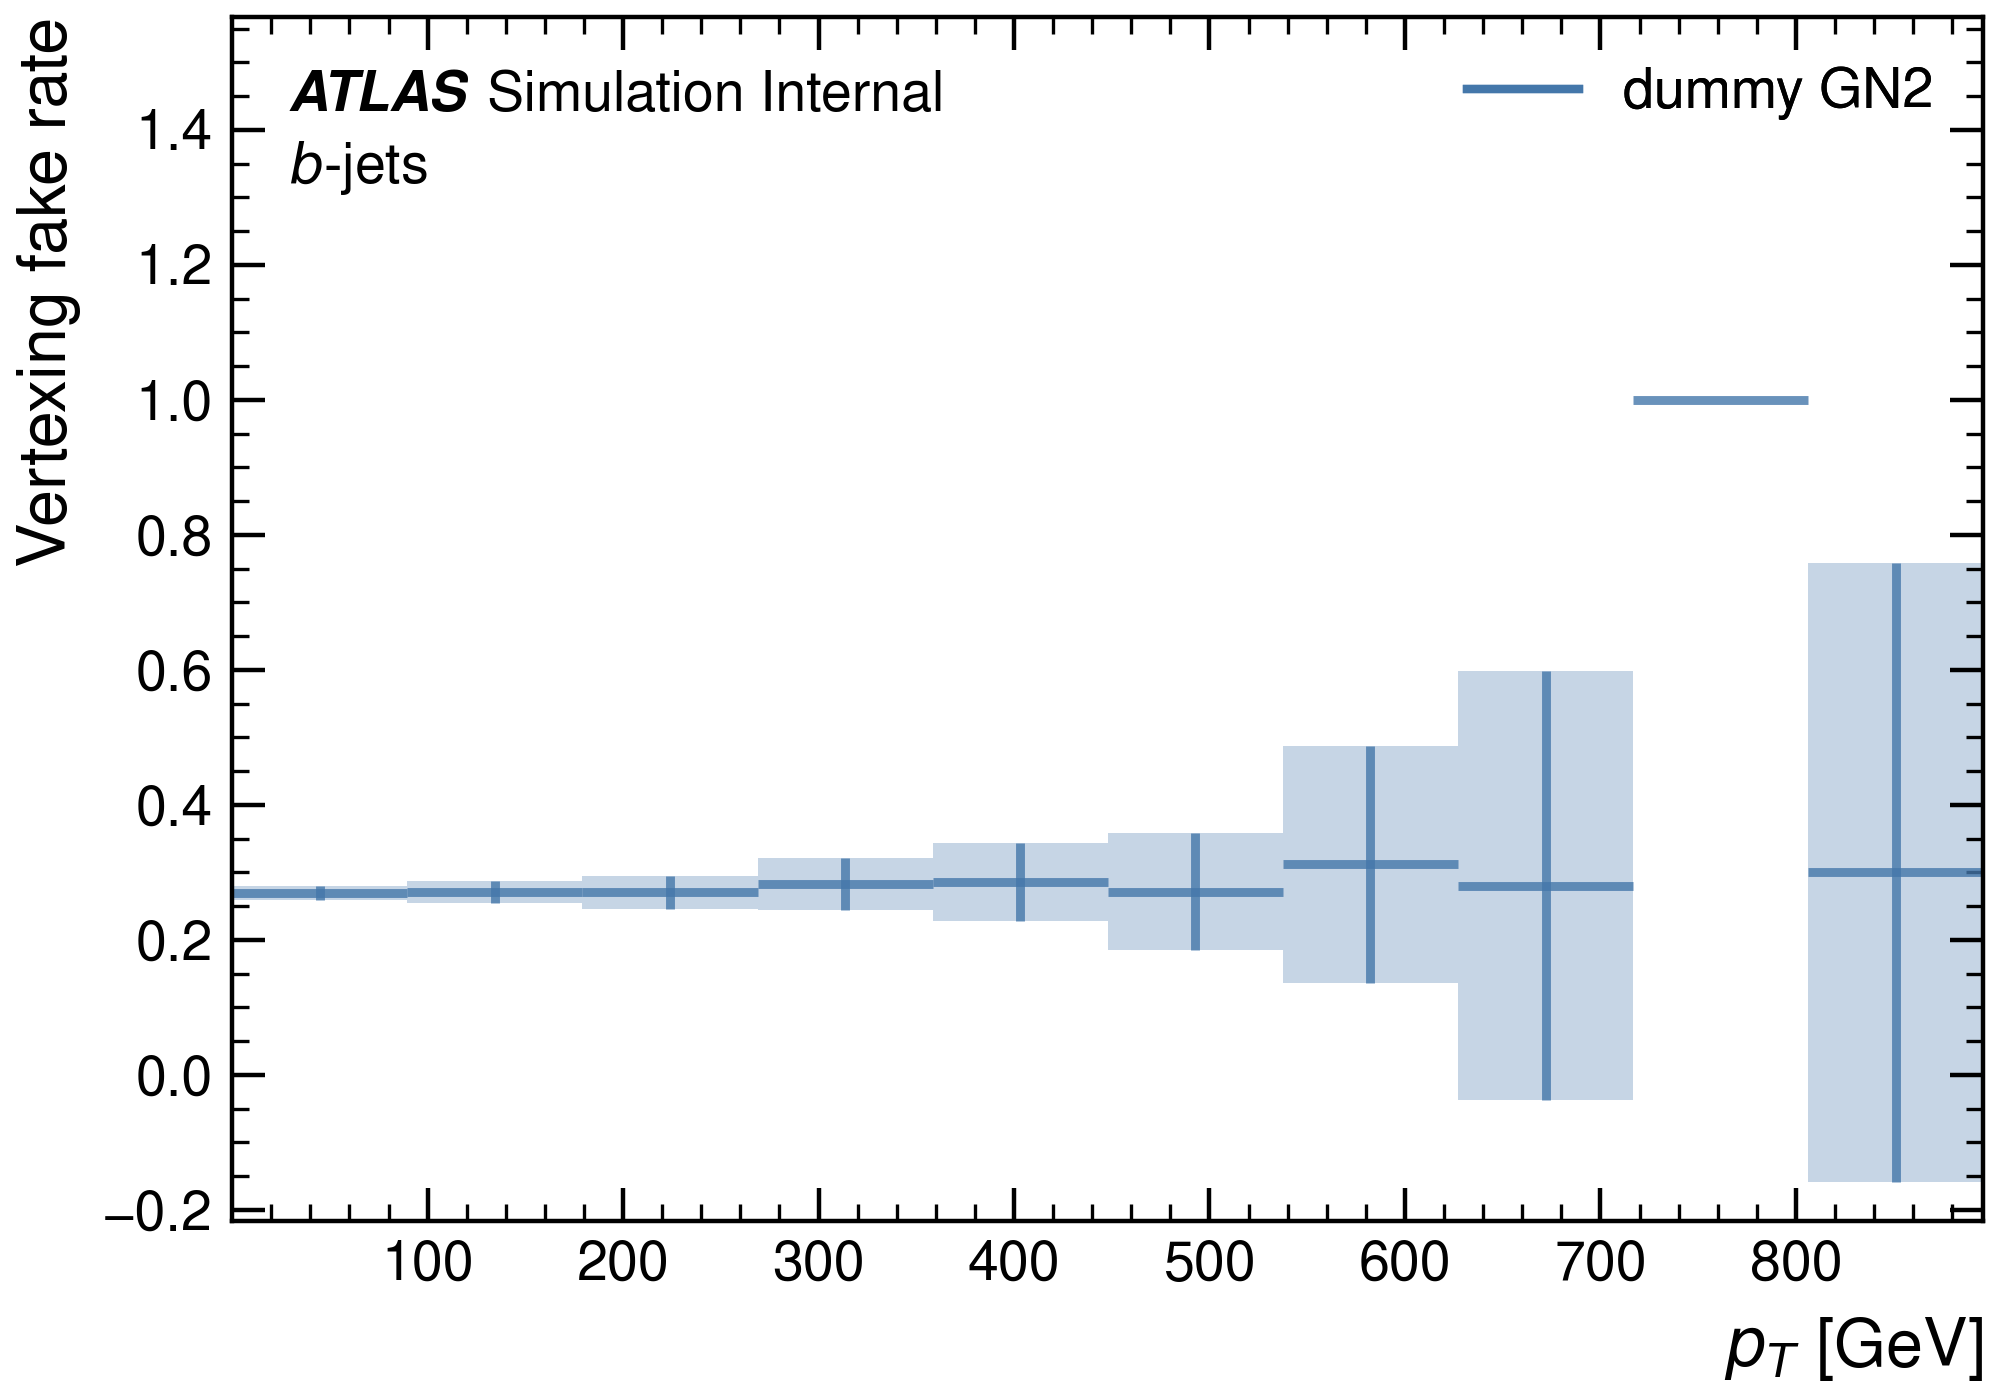 Vertexing fake rate
ATLAS Simulation Internal
b-jets
dummy GN2
1.4
1.2
1.0
0.8
0.6
0.4
0.2
0.0
−0.2
100 200 300 400 500 600 700 800
p_T [GeV]